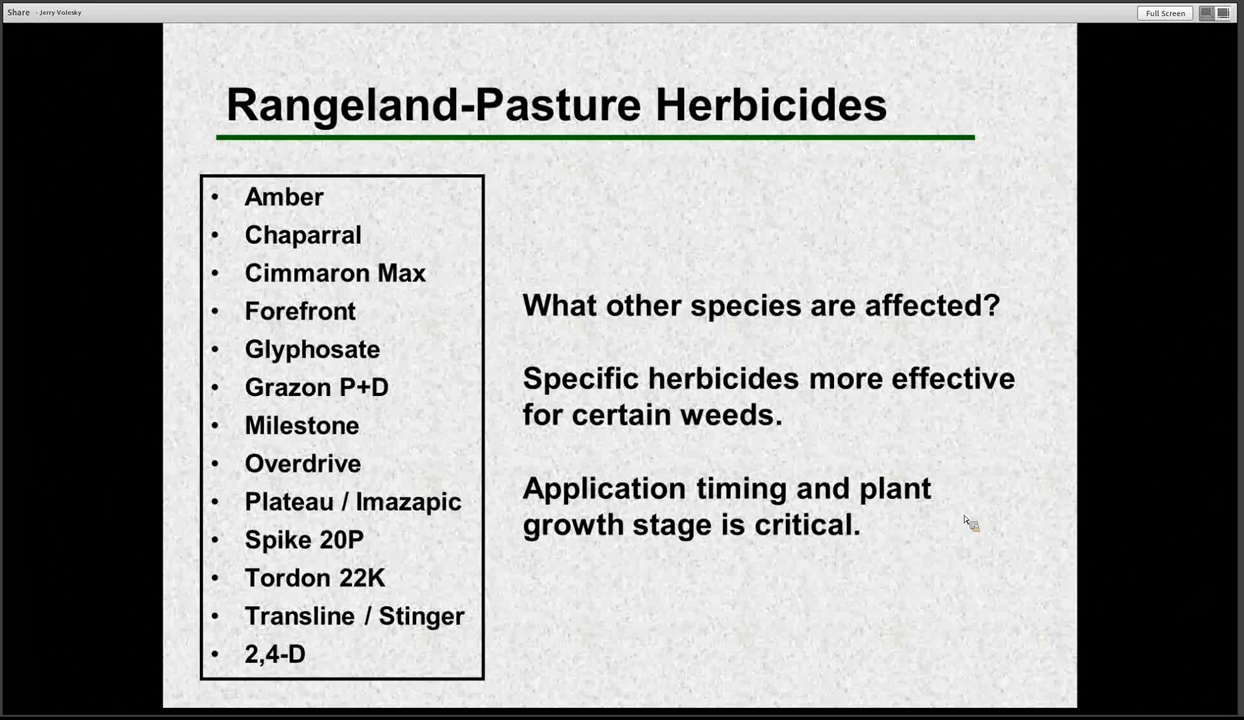 Share - Jerry Volesky
Full Screen
Rangeland-Pasture Herbicides
• Amber
• Chaparral
• Cimmaron Max
• Forefront
• Glyphosate
• Grazon P+D
• Milestone
• Overdrive
• Plateau / Imazapic
• Spike 20P
• Tordon 22K
• Transline / Stinger
• 2,4-D
What other species are affected?
Specific herbicides more effective
for certain weeds.
Application timing and plant
growth stage is critical.